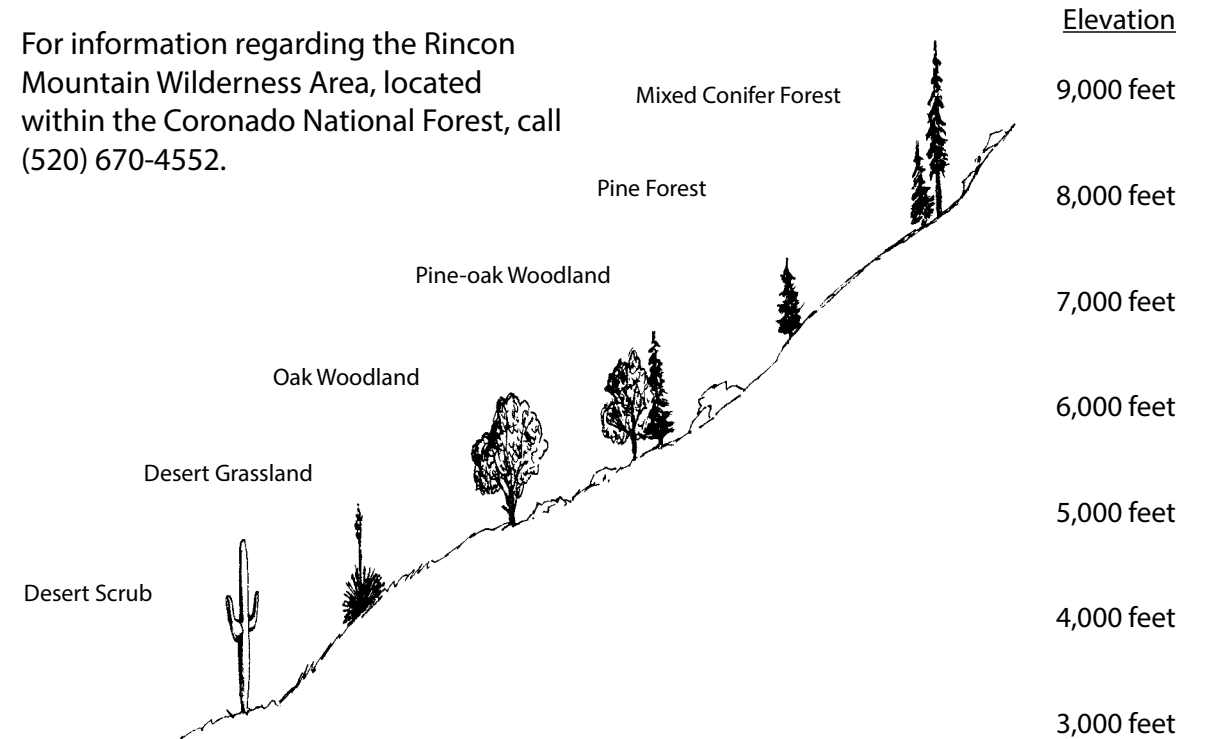 Elevation
For information regarding the Rincon
Mountain Wilderness Area, located
within the Coronado National Forest, call
(520) 670-4552.
Mixed Conifer Forest
9,000 feet
Pine Forest
8,000 feet
Pine-oak Woodland
7,000 feet
Oak Woodland
6,000 feet
Desert Grassland
5,000 feet
Desert Scrub
4,000 feet
3,000 feet